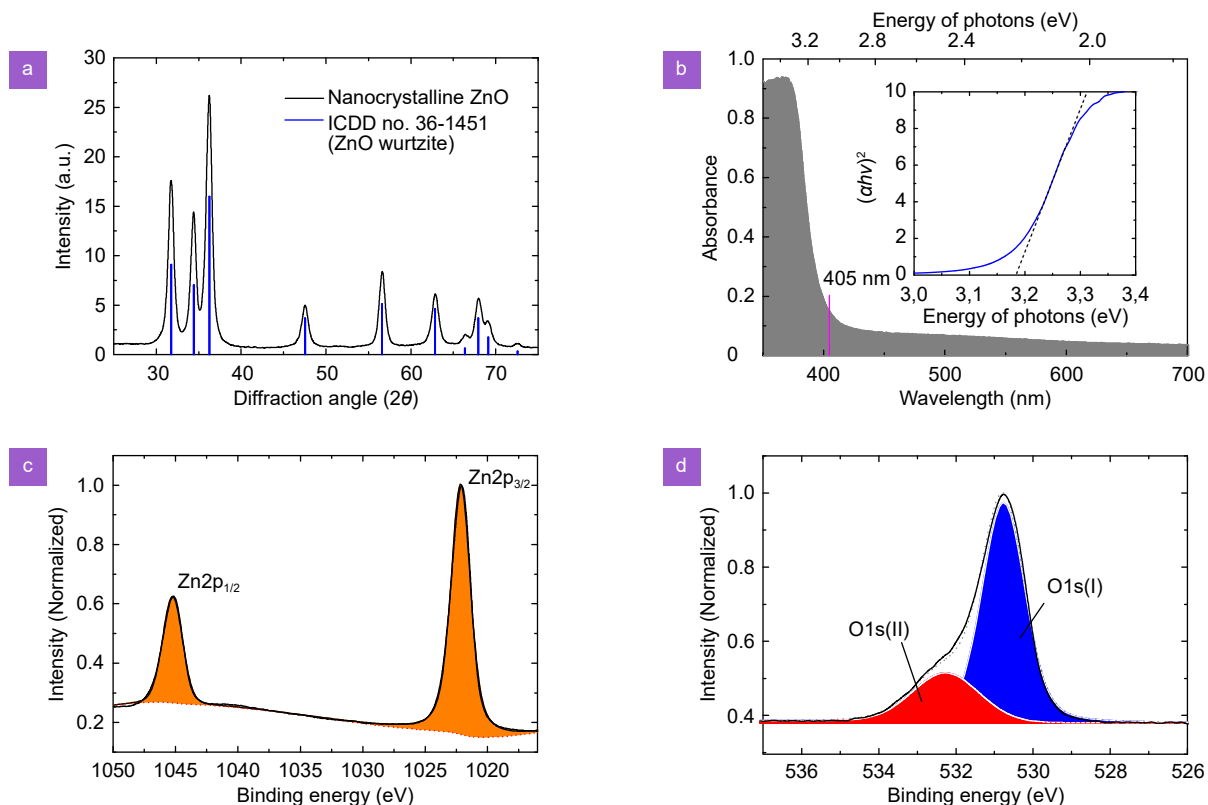 a
30
25
20
15
10
5
0
Intensity (a.u.)
Nanocrystalline ZnO
ICDD no. 36-1451
(ZnO wurtzite)
30 40 50 60 70
Diffraction angle (2θ)
b
Energy of photons (eV)
3.2 2.8 2.4 2.0
1.0
0.8
0.6
0.4
0.2
0
Absorbance
405 nm
400 500 600 700
Wavelength (nm)
10
8
6
4
2
0
(αhv)²
3,0 3,1 3,2 3,3 3,4
Energy of photons (eV)
c
1.0
0.8
0.6
0.4
0.2
Intensity (Normalized)
Zn2p₁/₂
Zn2p₃/₂
1050 1045 1040 1035 1030 1025 1020
Binding energy (eV)
d
1.0
0.8
0.6
0.4
Intensity (Normalized)
O1s(II)
O1s(I)
536 534 532 530 528 526
Binding energy (eV)